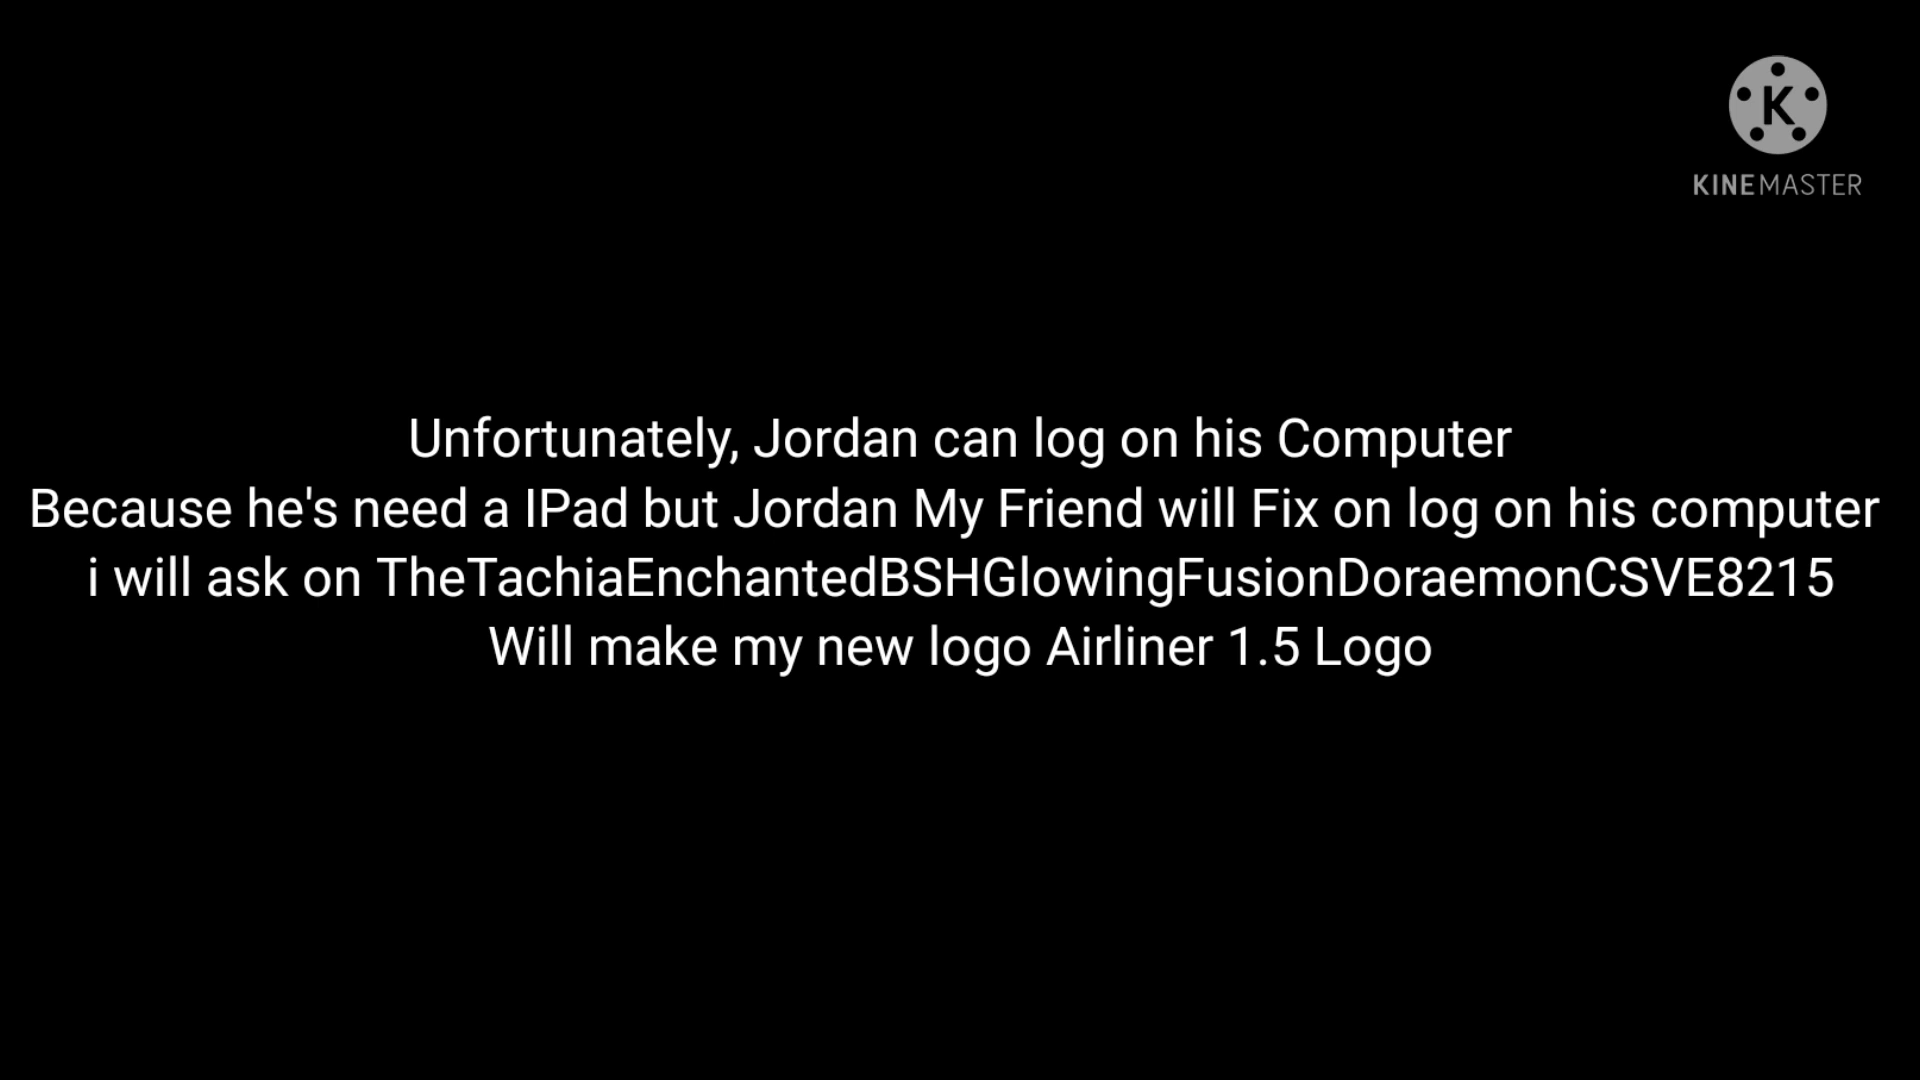 K
KINEMASTER
Unfortunately, Jordan can log on his Computer
Because he's need a IPad but Jordan My Friend will Fix on log on his computer
i will ask on TheTachiaEnchantedBSHGlowingFusionDoraemonCSVE8215
Will make my new logo Airliner 1.5 Logo